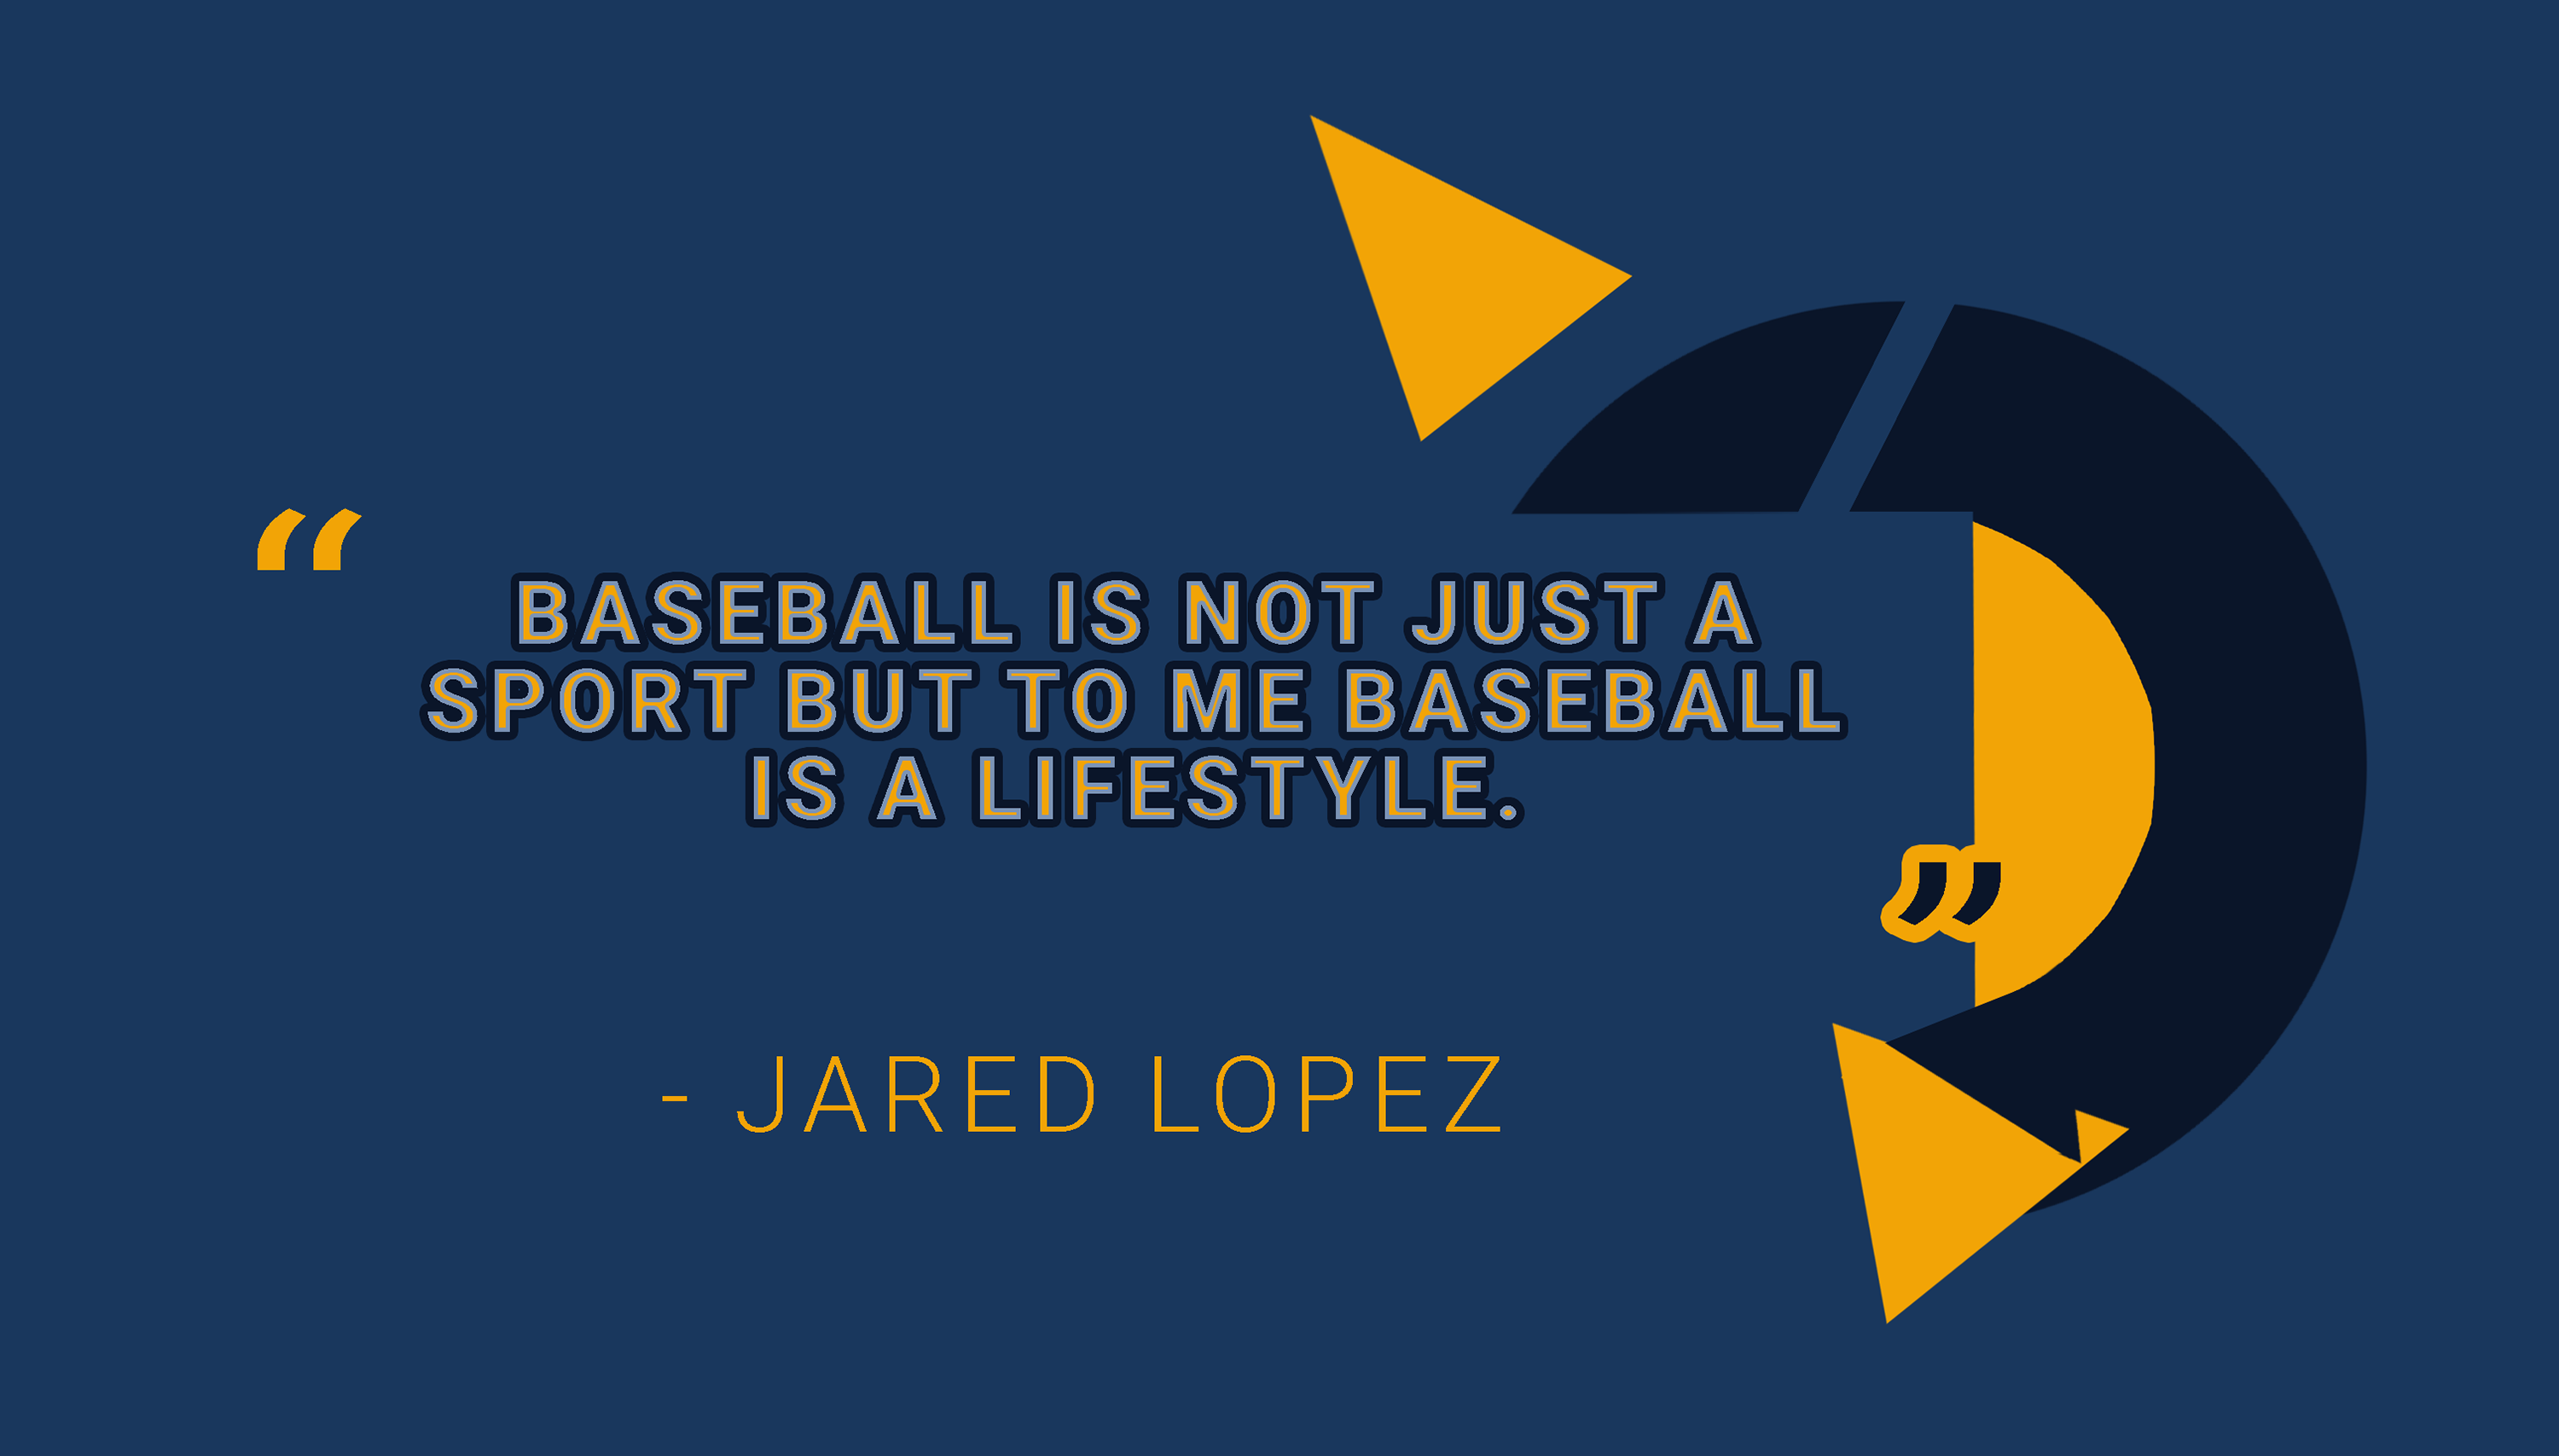 “
BASEBALL IS NOT JUST A
SPORT BUT TO ME BASEBALL
IS A LIFESTYLE.
”
- JARED LOPEZ